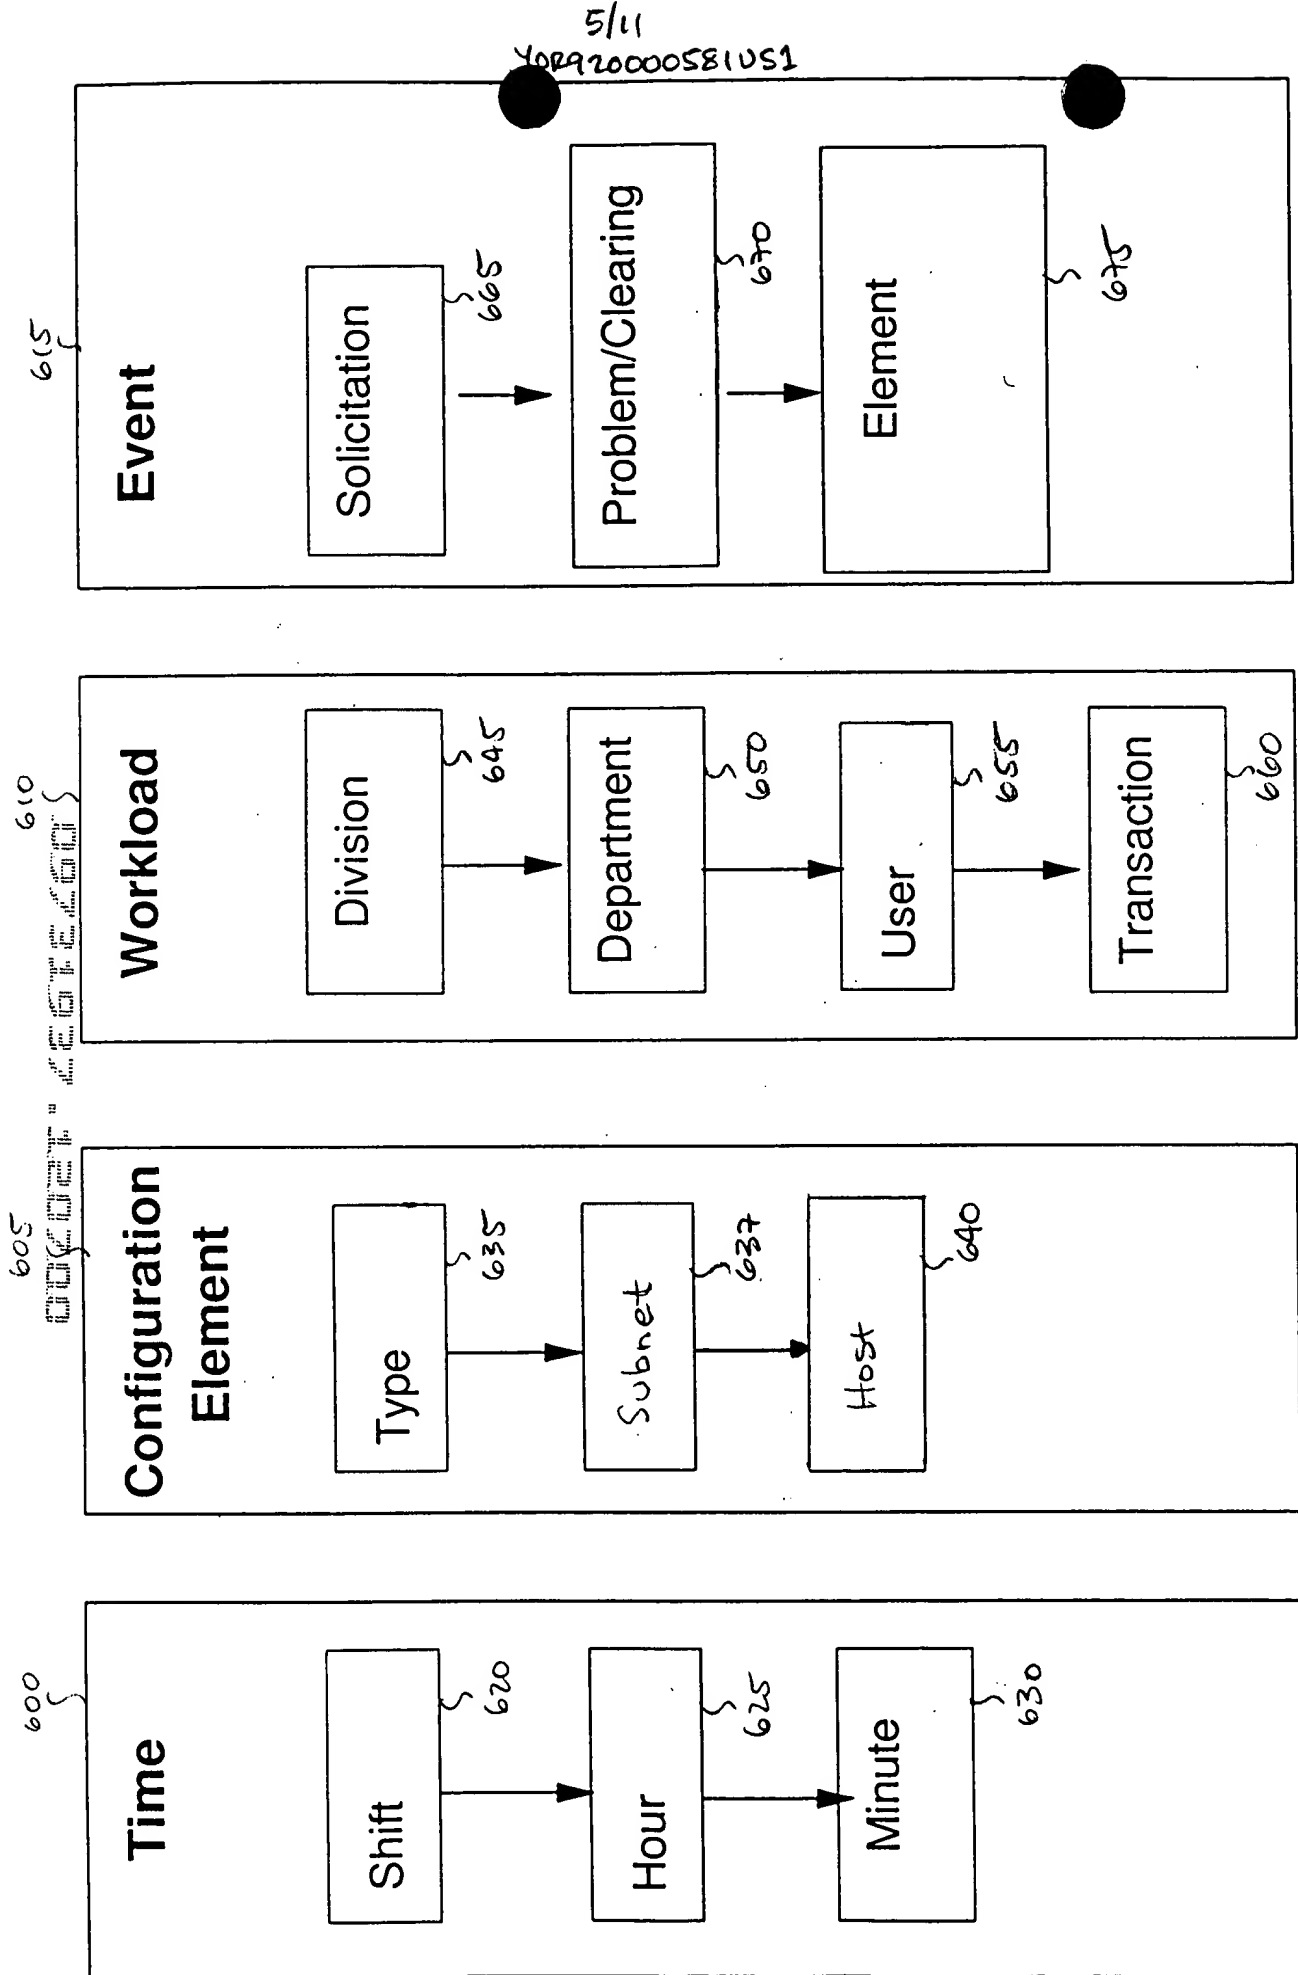 5/11
YOR920000581US1
600
Time
Shift
620
Hour
625
Minute
630
605
Configuration
Element
Type
635
Subnet
637
Host
640
610
Workload
Division
645
Department
650
User
655
Transaction
660
615
Event
Solicitation
665
Problem/Clearing
670
Element
675